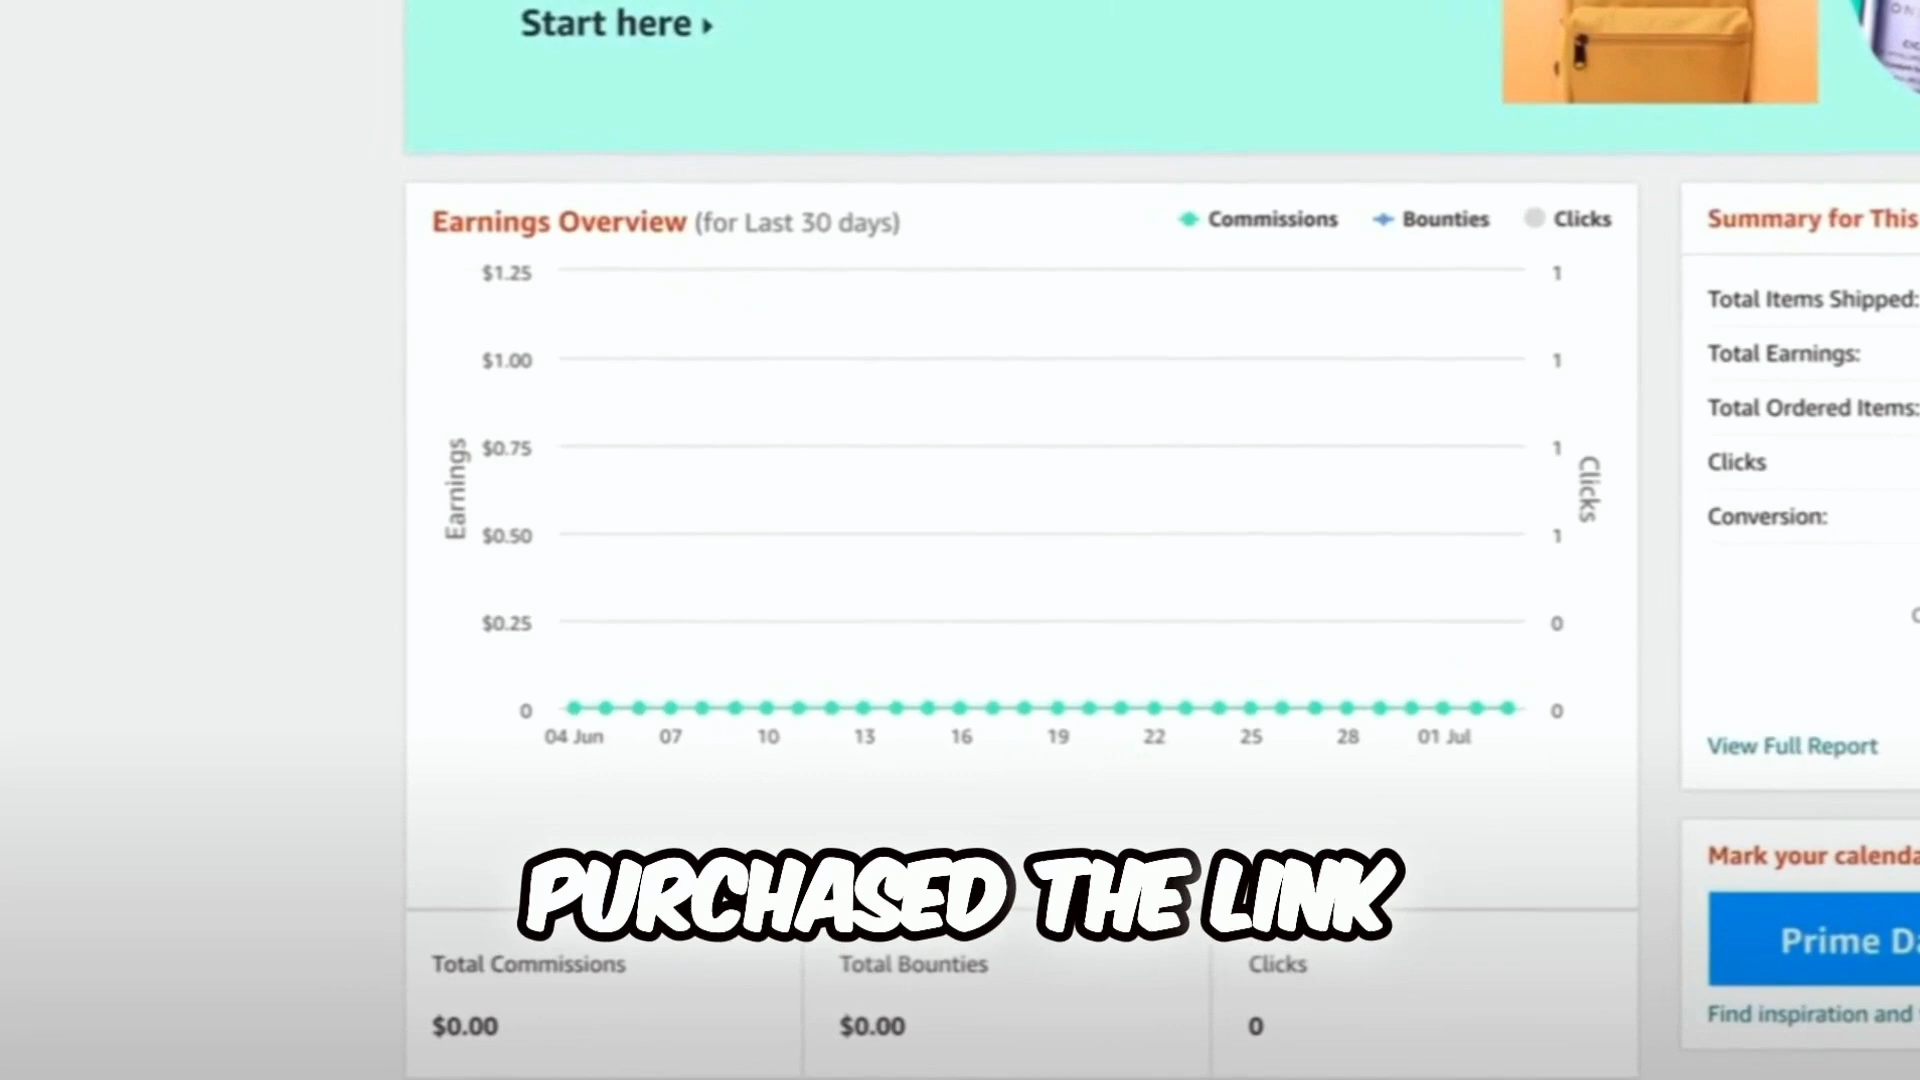 Start here ›
Earnings Overview (for Last 30 days)
Commissions
Bounties
Clicks
$1.25
$1.00
$0.75
$0.50
$0.25
0
Earnings
1
1
1
1
0
0
Clicks
04 Jun
07
10
13
16
19
22
25
28
01 Jul
PURCHASED THE LINK
Total Commissions
$0.00
Total Bounties
$0.00
Clicks
0
Summary for This
Total Items Shipped:
Total Earnings:
Total Ordered Items:
Clicks
Conversion:
View Full Report
Mark your calenda
Prime Da
Find inspiration and